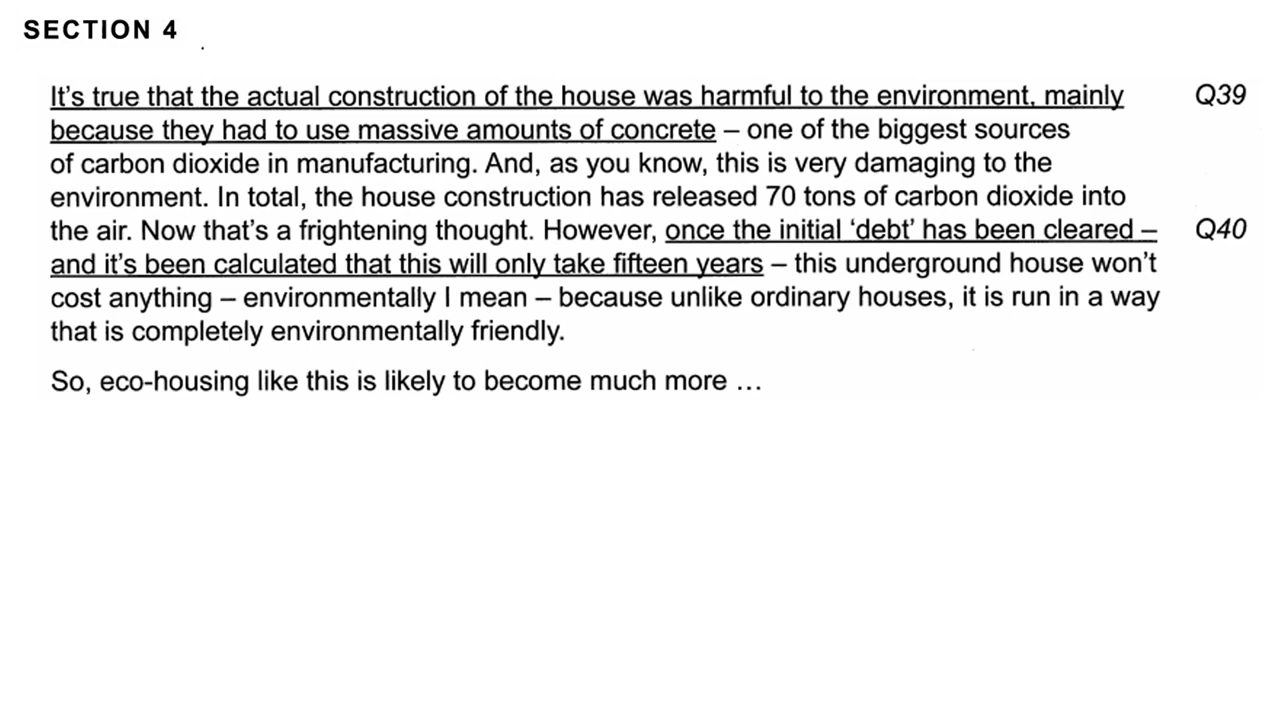 SECTION 4
It's true that the actual construction of the house was harmful to the environment, mainly Q39
because they had to use massive amounts of concrete – one of the biggest sources
of carbon dioxide in manufacturing. And, as you know, this is very damaging to the
environment. In total, the house construction has released 70 tons of carbon dioxide into
the air. Now that's a frightening thought. However, once the initial 'debt' has been cleared – Q40
and it's been calculated that this will only take fifteen years – this underground house won't
cost anything – environmentally I mean – because unlike ordinary houses, it is run in a way
that is completely environmentally friendly.
So, eco-housing like this is likely to become much more …